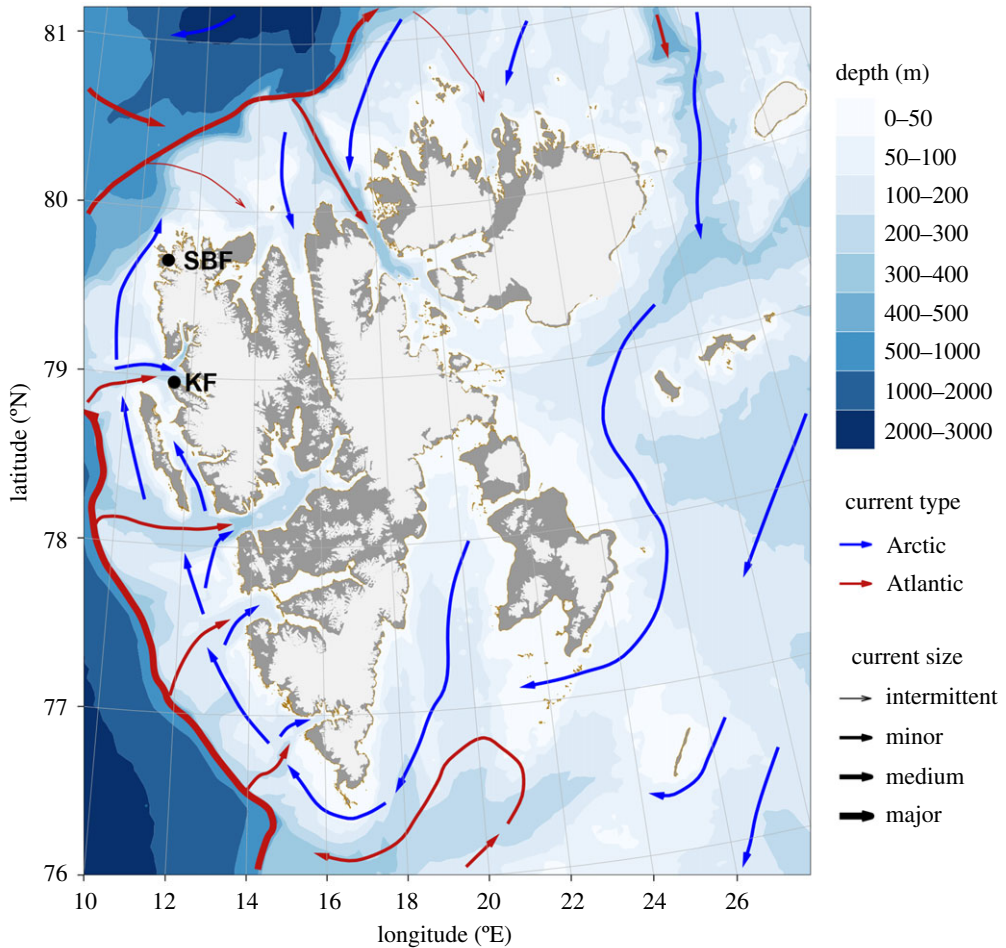 81
80
79
78
77
76
latitude (ºN)
10
12
14
16
18
20
22
24
26
longitude (ºE)
SBF
KF
depth (m)
0–50
50–100
100–200
200–300
300–400
400–500
500–1000
1000–2000
2000–3000
current type
Arctic
Atlantic
current size
intermittent
minor
medium
major